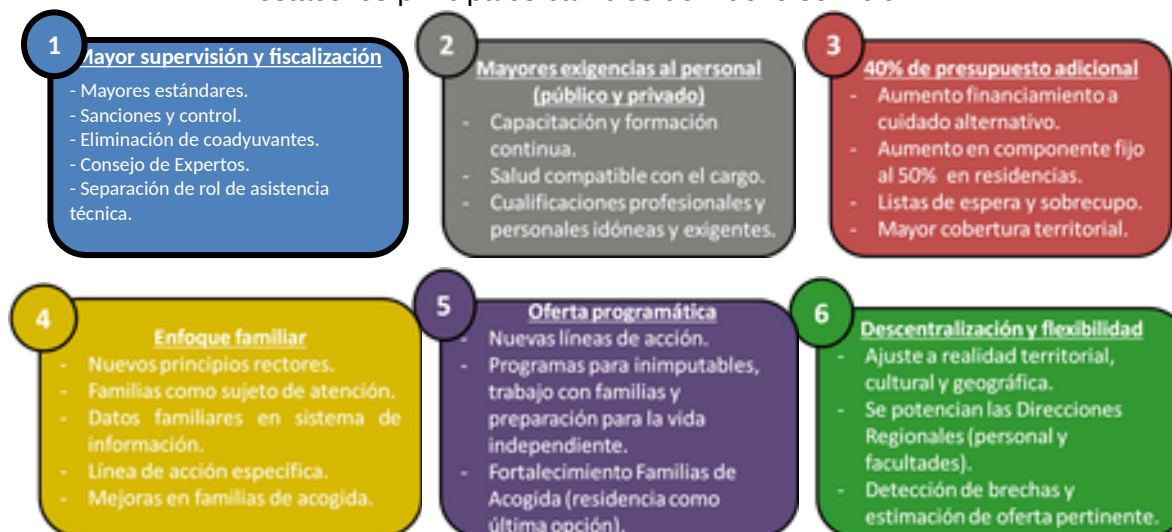 1
Mayor supervisión y fiscalización
- Mayores estándares.
- Sanciones y control.
- Eliminación de coadyuvantes.
- Consejo de Expertos.
- Separación de rol de asistencia
técnica.
2
Mayores exigencias al personal
(público y privado)
- Capacitación y formación
continua.
- Salud compatible con el cargo.
- Cualificaciones profesionales y
personales idóneas y exigentes.
3
40% de presupuesto adicional
- Aumento financiamiento a
cuidado alternativo.
- Aumento en componente fijo
al 50% en residencias.
- Listas de espera y sobrecupo.
- Mayor cobertura territorial.
4
Enfoque familiar
- Nuevos principios rectores.
- Familias como sujeto de atención.
- Datos familiares en sistema de
información.
- Línea de acción específica.
- Mejoras en familias de acogida.
5
Oferta programática
- Nuevas líneas de acción.
- Programas para inimputables,
trabajo con familias y
preparación para la vida
independiente.
- Fortalecimiento Familias de
Acogida (residencia como
última opción).
6
Descentralización y flexibilidad
- Ajuste a realidad territorial,
cultural y geográfica.
- Se potencian las Direcciones
Regionales (personal y
facultades).
- Detección de brechas y
estimación de oferta pertinente.